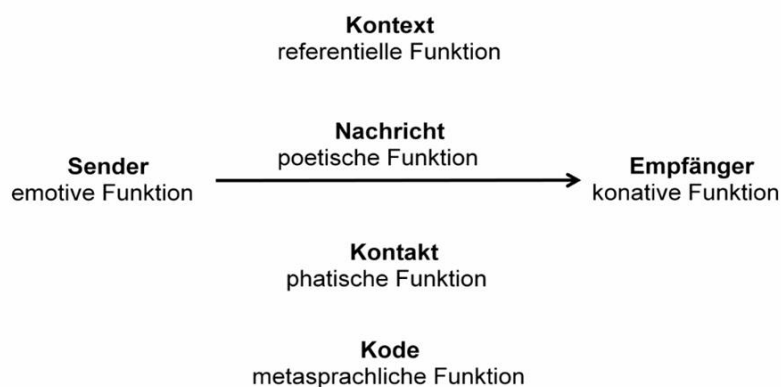 Kontext
referentielle Funktion
Nachricht
poetische Funktion
Sender
emotive Funktion
Empfänger
konative Funktion
Kontakt
phatische Funktion
Kode
metasprachliche Funktion